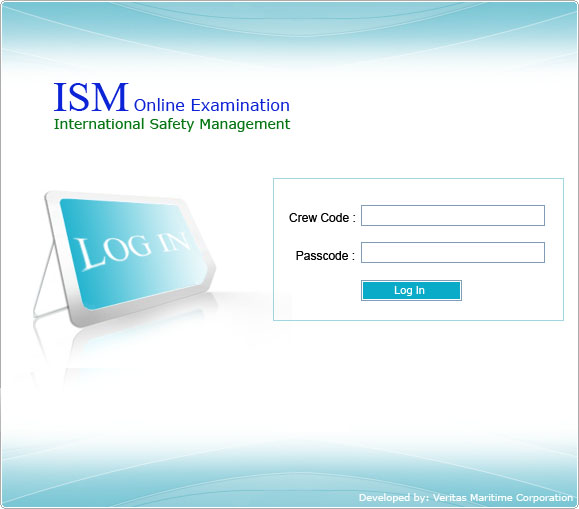 ISM Online Examination
International Safety Management
LOG IN
Crew Code :
Passcode :
Log In
Developed by: Veritas Maritime Corporation